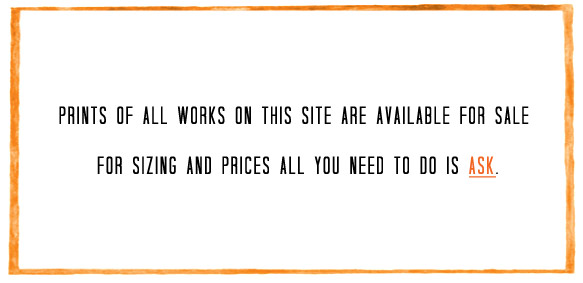 PRINTS OF ALL WORKS ON THIS SITE ARE AVAILABLE FOR SALE
FOR SIZING AND PRICES ALL YOU NEED TO DO IS ASK.